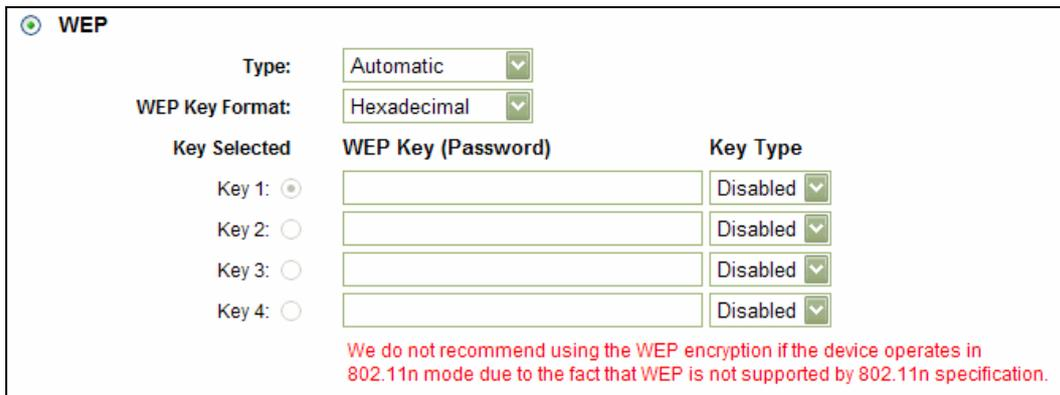 WEP
Type: Automatic
WEP Key Format: Hexadecimal
Key Selected WEP Key (Password) Key Type
Key 1: Disabled
Key 2: Disabled
Key 3: Disabled
Key 4: Disabled
We do not recommend using the WEP encryption if the device operates in
802.11n mode due to the fact that WEP is not supported by 802.11n specification.